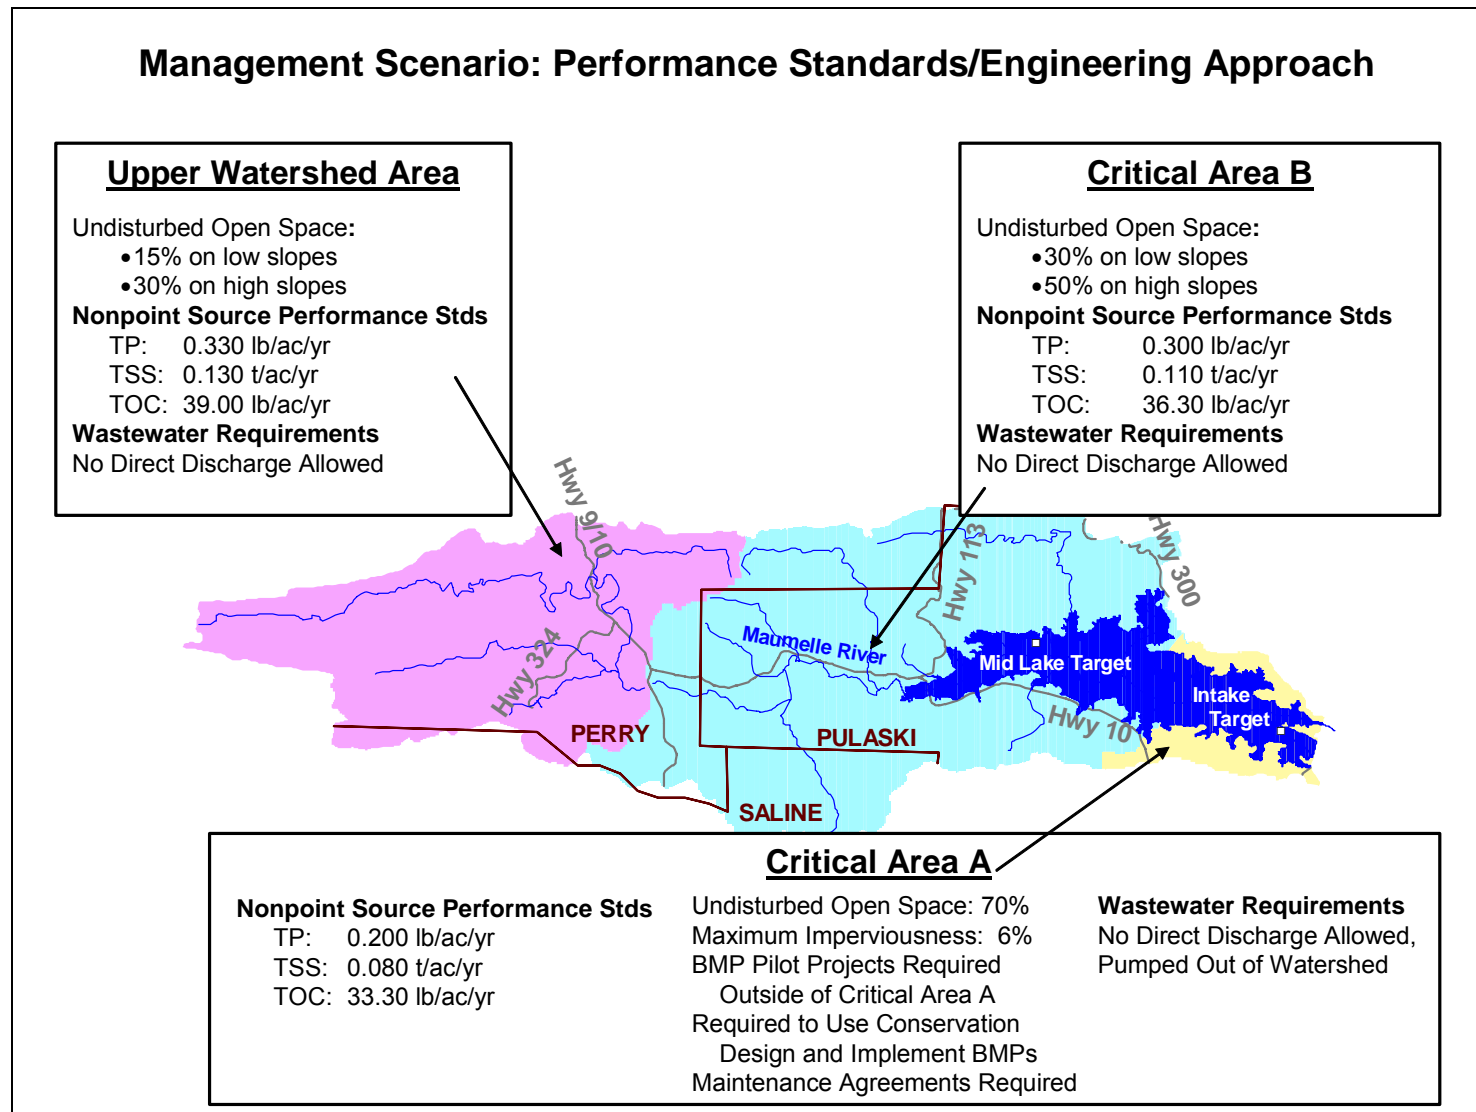 Management Scenario: Performance Standards/Engineering Approach
Upper Watershed Area
Undisturbed Open Space:
•15% on low slopes
•30% on high slopes
Nonpoint Source Performance Stds
TP: 0.330 lb/ac/yr
TSS: 0.130 t/ac/yr
TOC: 39.00 lb/ac/yr
Wastewater Requirements
No Direct Discharge Allowed
Critical Area B
Undisturbed Open Space:
•30% on low slopes
•50% on high slopes
Nonpoint Source Performance Stds
TP: 0.300 lb/ac/yr
TSS: 0.110 t/ac/yr
TOC: 36.30 lb/ac/yr
Wastewater Requirements
No Direct Discharge Allowed
Hwy 9/10
Hwy 113
Hwy 300
Hwy 324
Maumelle River
Mid Lake Target
Intake
Target
Hwy 10
PERRY
PULASKI
SALINE
Critical Area A
Nonpoint Source Performance Stds
TP: 0.200 lb/ac/yr
TSS: 0.080 t/ac/yr
TOC: 33.30 lb/ac/yr
Undisturbed Open Space: 70%
Maximum Imperviousness: 6%
BMP Pilot Projects Required
Outside of Critical Area A
Required to Use Conservation
Design and Implement BMPs
Maintenance Agreements Required
Wastewater Requirements
No Direct Discharge Allowed,
Pumped Out of Watershed